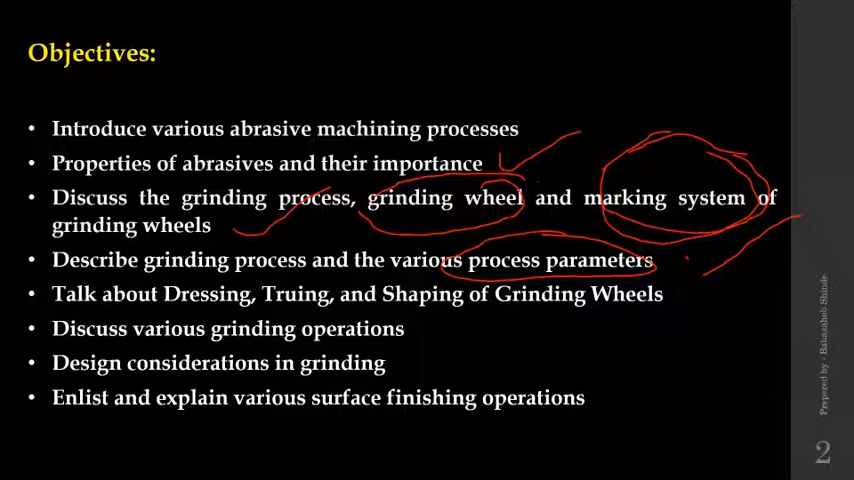 Objectives:
• Introduce various abrasive machining processes
• Properties of abrasives and their importance
• Discuss the grinding process, grinding wheel and marking system of
grinding wheels
• Describe grinding process and the various process parameters
• Talk about Dressing, Truing, and Shaping of Grinding Wheels
• Discuss various grinding operations
• Design considerations in grinding
• Enlist and explain various surface finishing operations
Prepared by - Babasaheb Shinde
2